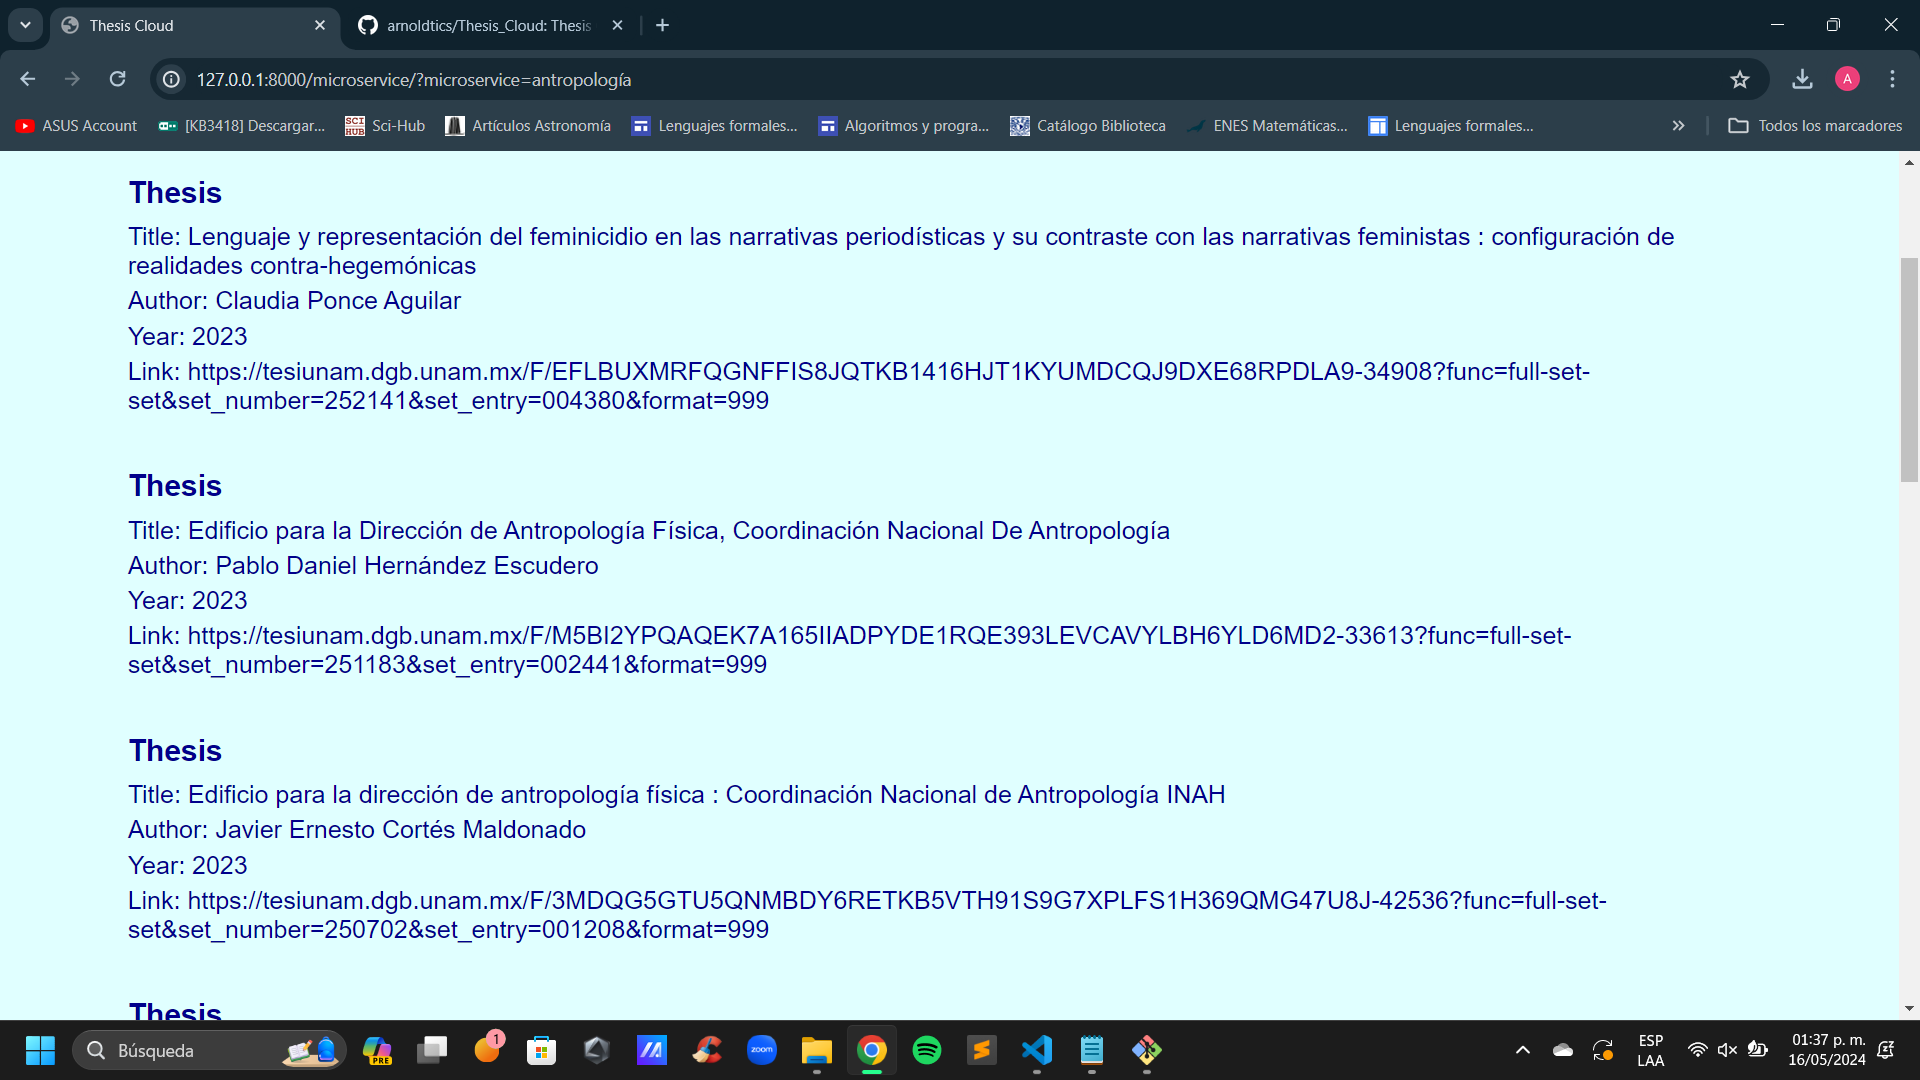 Thesis Cloud
arnoldtics/Thesis_Cloud: Thesis
127.0.0.1:8000/microservice/?microservice=antropología
A
ASUS Account
[KB3418] Descargar...
SCI HUB
Sci-Hub
Artículos Astronomía
Lenguajes formales...
Algoritmos y progra...
Catálogo Biblioteca
ENES Matemáticas...
Lenguajes formales...
Todos los marcadores
Thesis
Title: Lenguaje y representación del feminicidio en las narrativas periodísticas y su contraste con las narrativas feministas : configuración de
realidades contra-hegemónicas
Author: Claudia Ponce Aguilar
Year: 2023
Link: https://tesiunam.dgb.unam.mx/F/EFLBUXMRFQGNFFIS8JQTKB1416HJT1KYUMDCQJ9DXE68RPDLA9-34908?func=full-set-
set&set_number=252141&set_entry=004380&format=999
Thesis
Title: Edificio para la Dirección de Antropología Física, Coordinación Nacional De Antropología
Author: Pablo Daniel Hernández Escudero
Year: 2023
Link: https://tesiunam.dgb.unam.mx/F/M5BI2YPQAQEK7A165IIADPYDE1RQE393LEVCAVYLBH6YLD6MD2-33613?func=full-set-
set&set_number=251183&set_entry=002441&format=999
Thesis
Title: Edificio para la dirección de antropología física : Coordinación Nacional de Antropología INAH
Author: Javier Ernesto Cortés Maldonado
Year: 2023
Link: https://tesiunam.dgb.unam.mx/F/3MDQG5GTU5QNMBDY6RETKB5VTH91S9G7XPLFS1H369QMG47U8J-42536?func=full-set-
set&set_number=250702&set_entry=001208&format=999
Thesis
Búsqueda
PRE
1
zoom
ESP
LAA
01:37 p. m.
16/05/2024